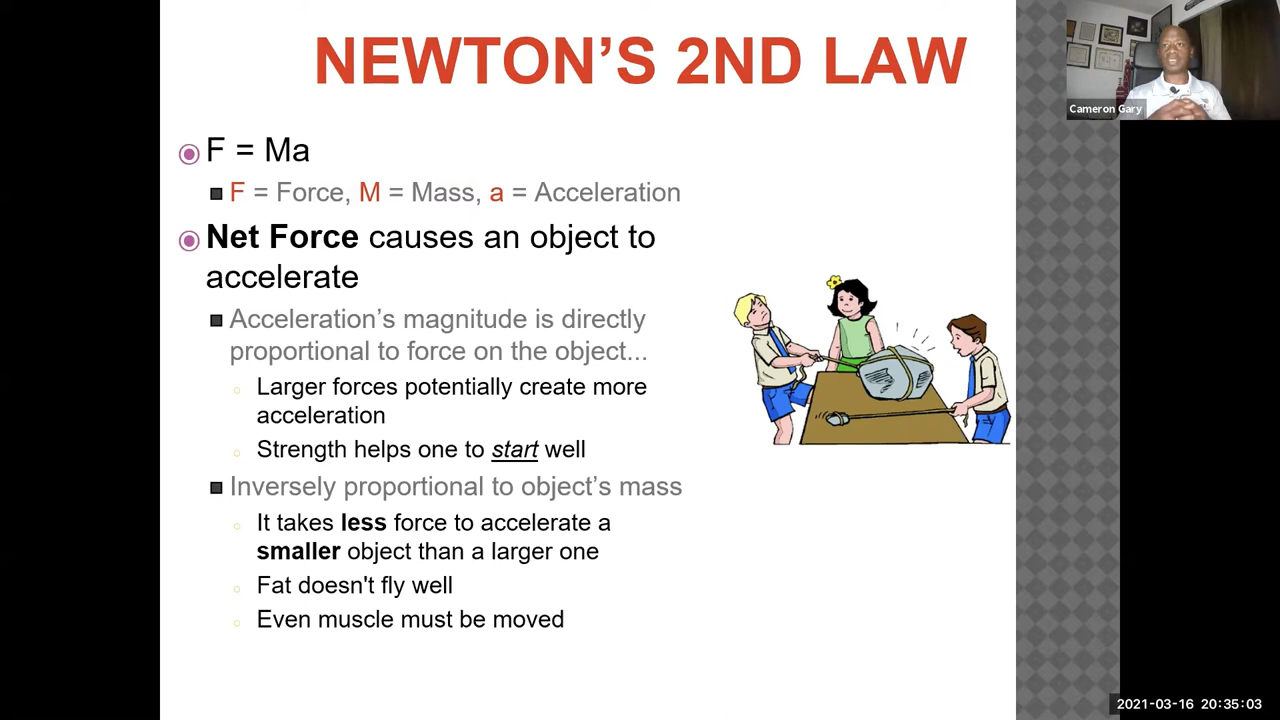 NEWTON’S 2ND LAW
F = Ma
F = Force, M = Mass, a = Acceleration
Net Force causes an object to
accelerate
Acceleration’s magnitude is directly
proportional to force on the object...
Larger forces potentially create more
acceleration
Strength helps one to start well
Inversely proportional to object’s mass
It takes less force to accelerate a
smaller object than a larger one
Fat doesn't fly well
Even muscle must be moved
Cameron Gary
2021-03-16 20:35:03